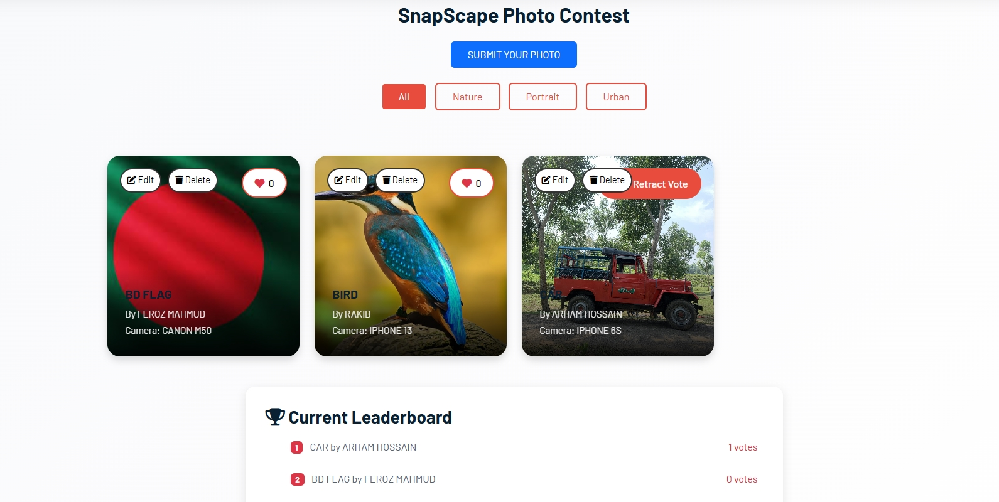 SnapScape Photo Contest
SUBMIT YOUR PHOTO
All Nature Portrait Urban
Edit Delete 0 Edit Delete 0 Edit Delete Retract Vote
BD FLAG
By FEROZ MAHMUD
Camera: CANON M50
BIRD
By RAKIB
Camera: IPHONE 13
CAR
By ARHAM HOSSAIN
Camera: IPHONE 6S
Current Leaderboard
1 CAR by ARHAM HOSSAIN 1 votes
2 BD FLAG by FEROZ MAHMUD 0 votes